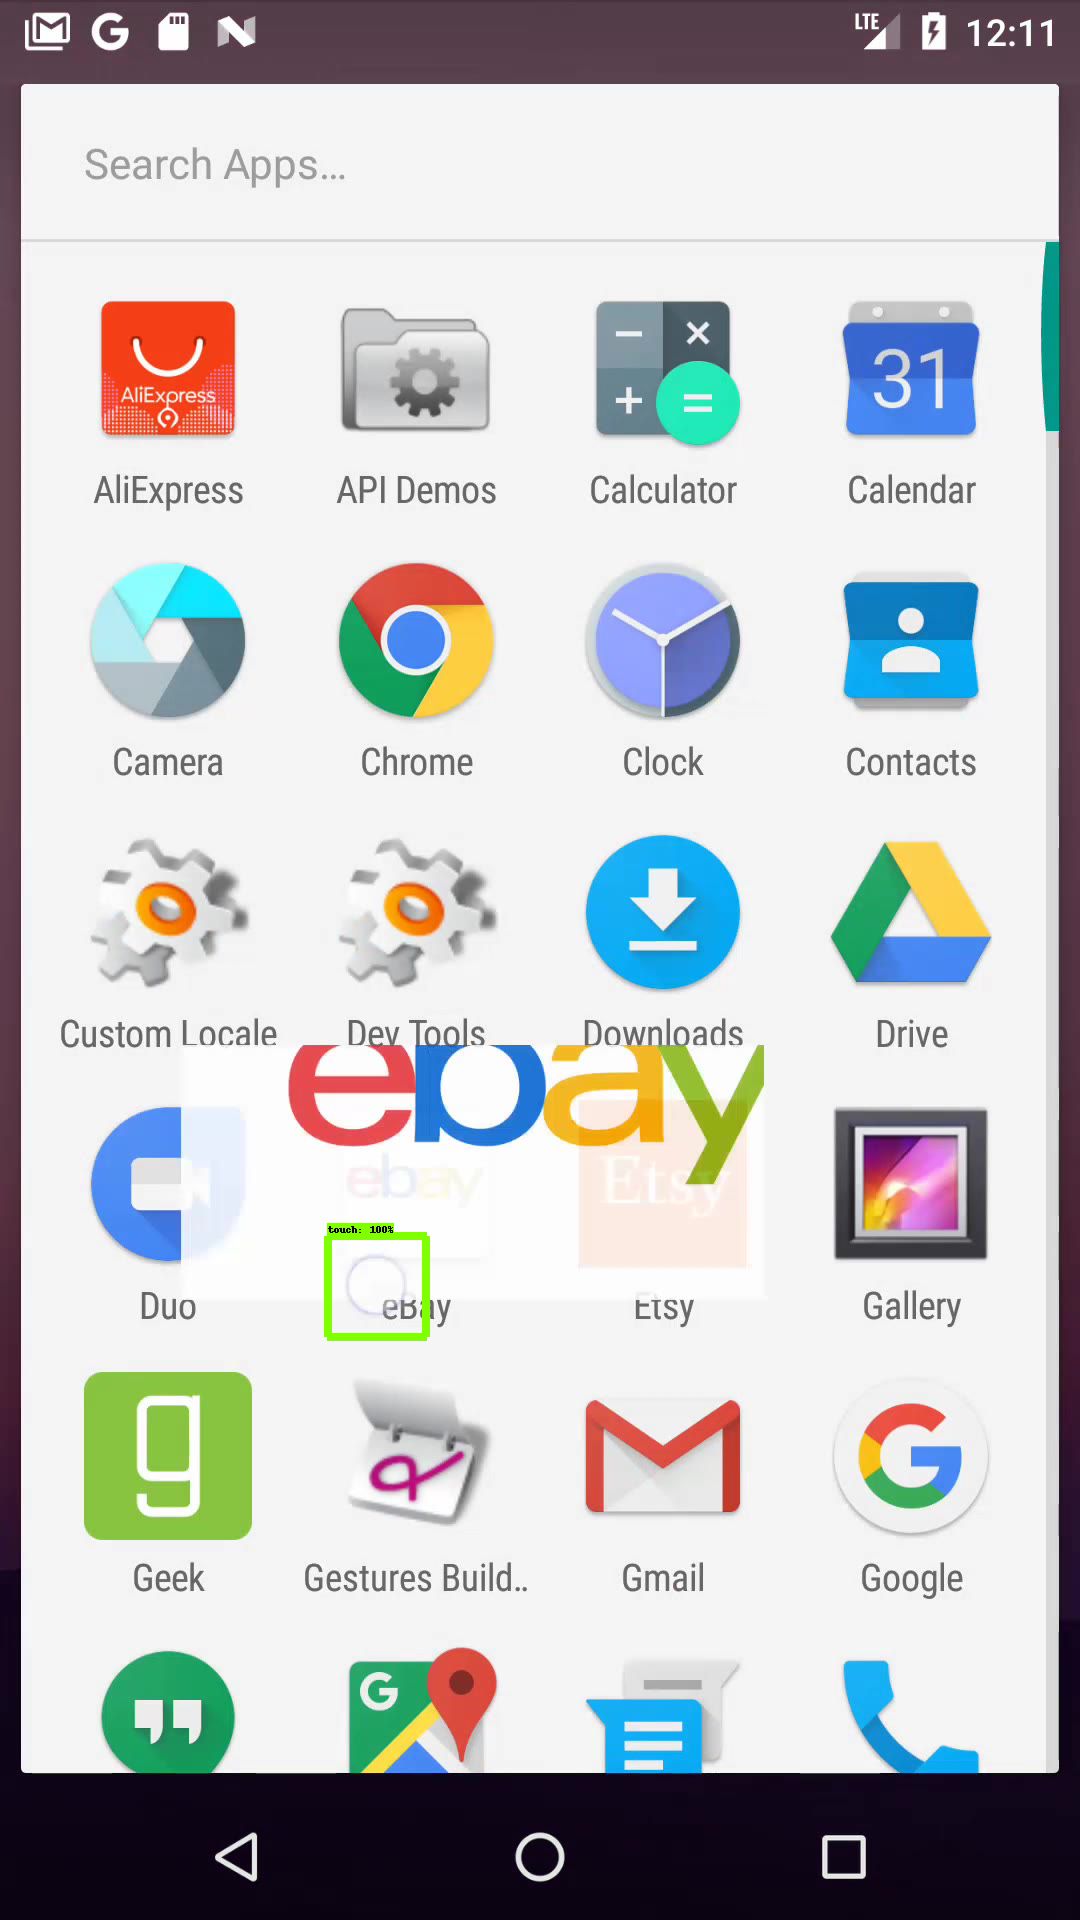 LTE 12:11
Search Apps...
31
AliExpress
AliExpress API Demos Calculator Calendar
Camera Chrome Clock Contacts
Custom Locale Dev Tools Downloads Drive
ebay
ebay Etsy
touch: 100%
Duo eBay Etsy Gallery
Geek Gestures Build.. Gmail Google